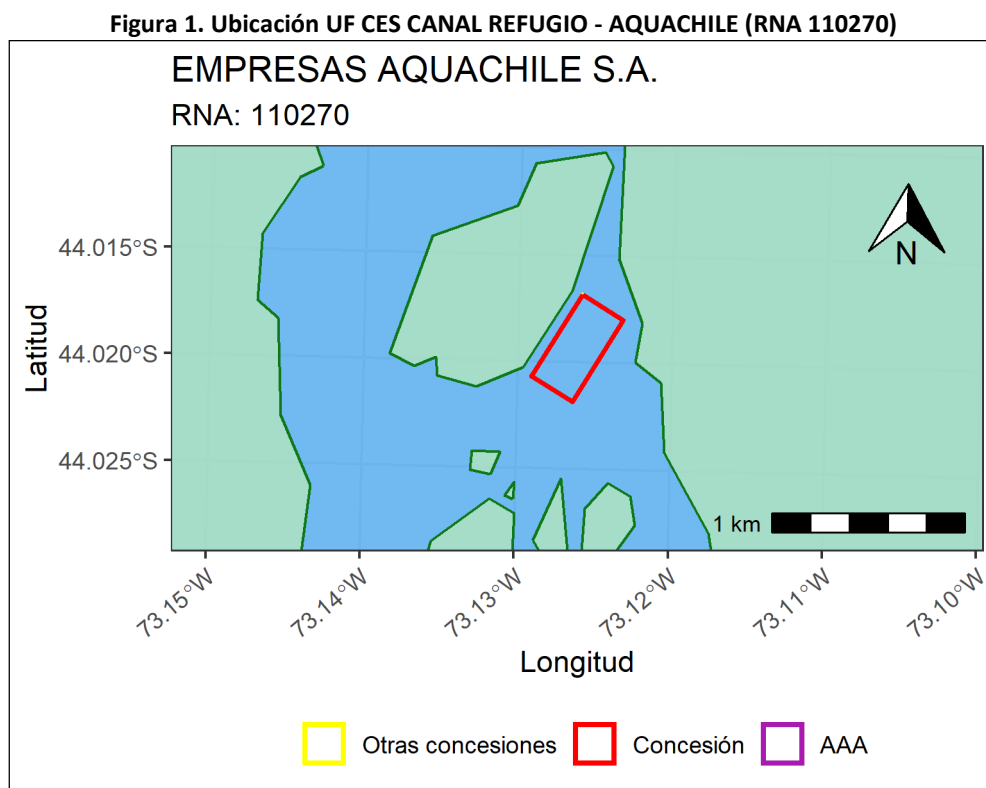 Figura 1. Ubicación UF CES CANAL REFUGIO - AQUACHILE (RNA 110270)
EMPRESAS AQUACHILE S.A.
RNA: 110270
N
44.015°S
44.020°S
44.025°S
Latitud
1 km
73.15°W
73.14°W
73.13°W
73.12°W
73.11°W
73.10°W
Longitud
Otras concesiones
Concesión
AAA